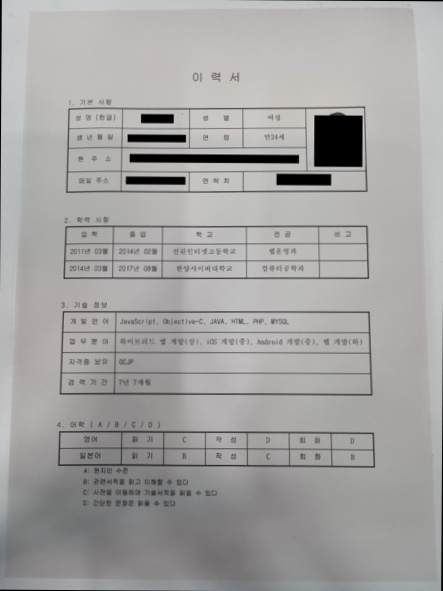 이 력 서
1. 기본 사항
성 명 (한글) 성 별 여성
생 년 월 일 연 령 만24세
현 주 소
메일 주소 연 락 처
2. 학력 사항
입 학 졸 업 학 교 전 공 비 고
2011년 03월 2014년 02월 선린인터넷고등학교 웹운영과
2014년 03월 2017년 08월 한양사이버대학교 컴퓨터공학과
3. 기술 정보
개 발 언 어 JavaScript, Objective-C, JAVA, HTML, PHP, MYSQL
업 무 분 야 하이브리드 앱 개발(상), iOS 개발(중), Android 개발(중), 웹 개발(하)
자격증 보유 OCJP
경 력 기 간 7년 7개월
4. 어학 ( A / B / C / D )
영어 읽 기 C 작 성 D 회 화 D
일본어 읽 기 B 작 성 C 회 화 B
A: 현지인 수준
B: 관련서적을 읽고 이해할 수 있다
C: 사전을 이용하여 기술서적을 읽을 수 있다
D: 간단한 문장은 읽을 수 있다